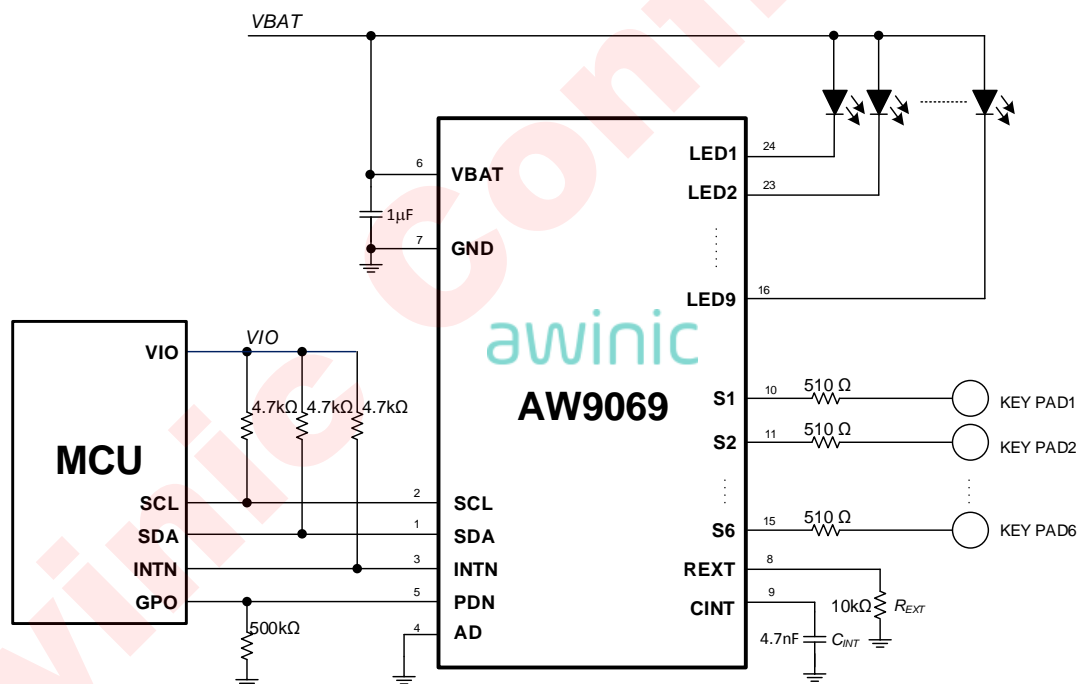 VBAT
LED1
24
LED2
23
6
VBAT
1µF
7
GND
LED9
16
awinic
AW9069
VIO
VIO
4.7kΩ
4.7kΩ
4.7kΩ
MCU
S1
10
510 Ω
KEY PAD1
S2
11
510 Ω
KEY PAD2
S6
15
510 Ω
KEY PAD6
SCL
2
SCL
SDA
1
SDA
INTN
3
INTN
GPO
5
PDN
500kΩ
4
AD
REXT
8
10kΩ
REXT
CINT
9
4.7nF
CINT
winic Con